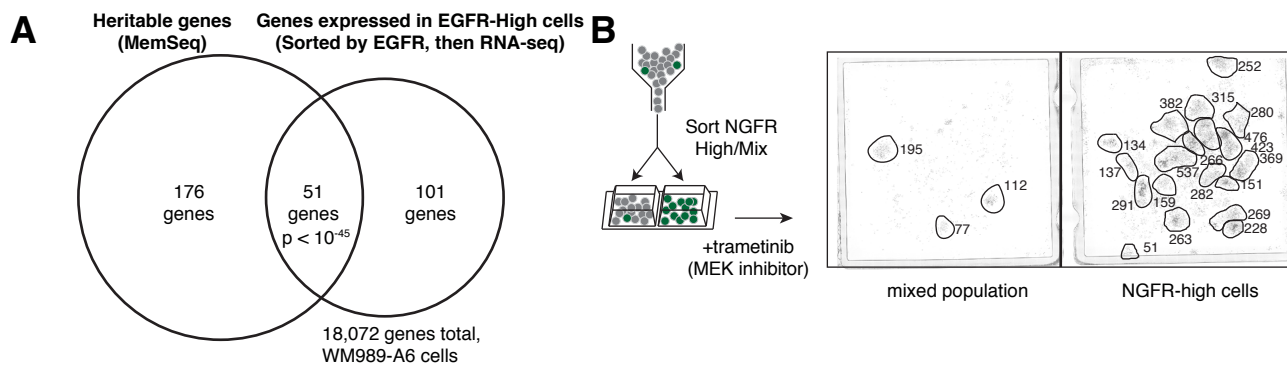 A
Heritable genes
(MemSeq)
Genes expressed in EGFR-High cells
(Sorted by EGFR, then RNA-seq)
176
genes
51
genes
p < 10⁻⁴⁵
101
genes
18,072 genes total,
WM989-A6 cells
B
Sort NGFR
High/Mix
+trametinib
(MEK inhibitor)
195
112
77
mixed population
252
382
315
280
476
423
369
134
137
266
537
282
151
291
159
263
269
228
51
NGFR-high cells